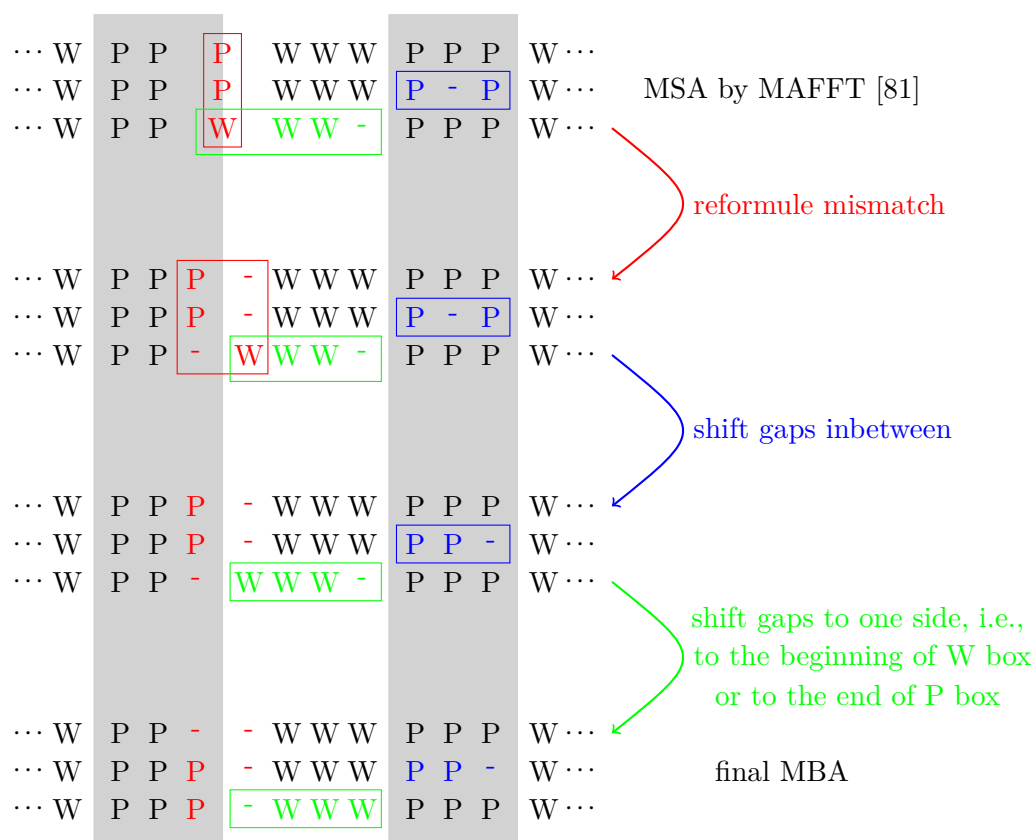 ··· W P P P W W W P P P W ···
··· W P P P W W W P - P W ··· MSA by MAFFT [81]
··· W P P W W W - P P P W ···
reformule mismatch
··· W P P P - W W W P P P W ···
··· W P P P - W W W P - P W ···
··· W P P - W W W - P P P W ···
shift gaps inbetween
··· W P P P - W W W P P P W ···
··· W P P P - W W W P P - W ···
··· W P P - W W W - P P P W ···
shift gaps to one side, i.e.,
to the beginning of W box
or to the end of P box
··· W P P - - W W W P P P W ···
··· W P P P - W W W P P - W ··· final MBA
··· W P P P - W W W P P P W ···